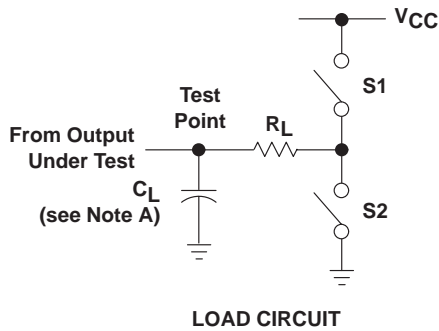 VCC
S1
Test
Point
RL
From Output
Under Test
CL
(see Note A)
S2
LOAD CIRCUIT